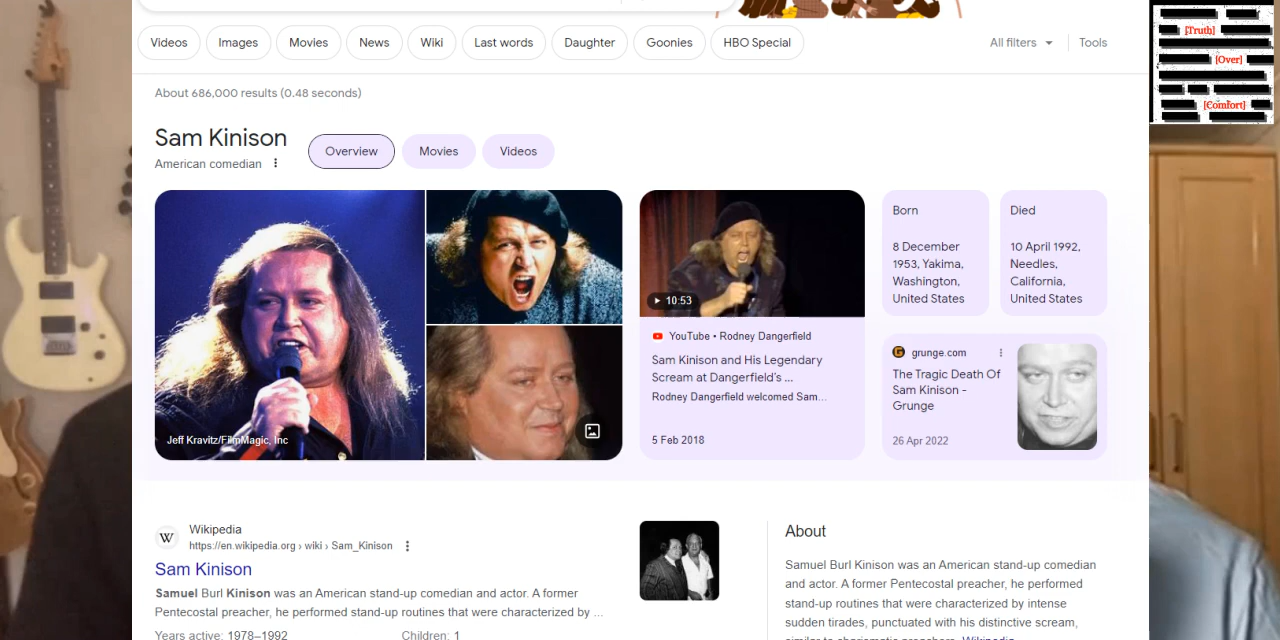 Videos
Images
Movies
News
Wiki
Last words
Daughter
Goonies
HBO Special
All filters
Tools
[Truth]
[Over]
[Comfort]
About 686,000 results (0.48 seconds)
Sam Kinison
American comedian
Overview
Movies
Videos
Jeff Kravitz/FilmMagic, Inc
10:53
YouTube • Rodney Dangerfield
Sam Kinison and His Legendary
Scream at Dangerfield's ...
Rodney Dangerfield welcomed Sam...
5 Feb 2018
Born
8 December
1953, Yakima,
Washington,
United States
Died
10 April 1992,
Needles,
California,
United States
G grunge.com
The Tragic Death Of
Sam Kinison -
Grunge
26 Apr 2022
W
Wikipedia
https://en.wikipedia.org › wiki › Sam_Kinison
Sam Kinison
Samuel Burl Kinison was an American stand-up comedian and actor. A former
Pentecostal preacher, he performed stand-up routines that were characterized by ...
Years active: 1978–1992
Children: 1
About
Samuel Burl Kinison was an American stand-up comedian
and actor. A former Pentecostal preacher, he performed
stand-up routines that were characterized by intense
sudden tirades, punctuated with his distinctive scream,
similar to charismatic preachers. Wikipedia